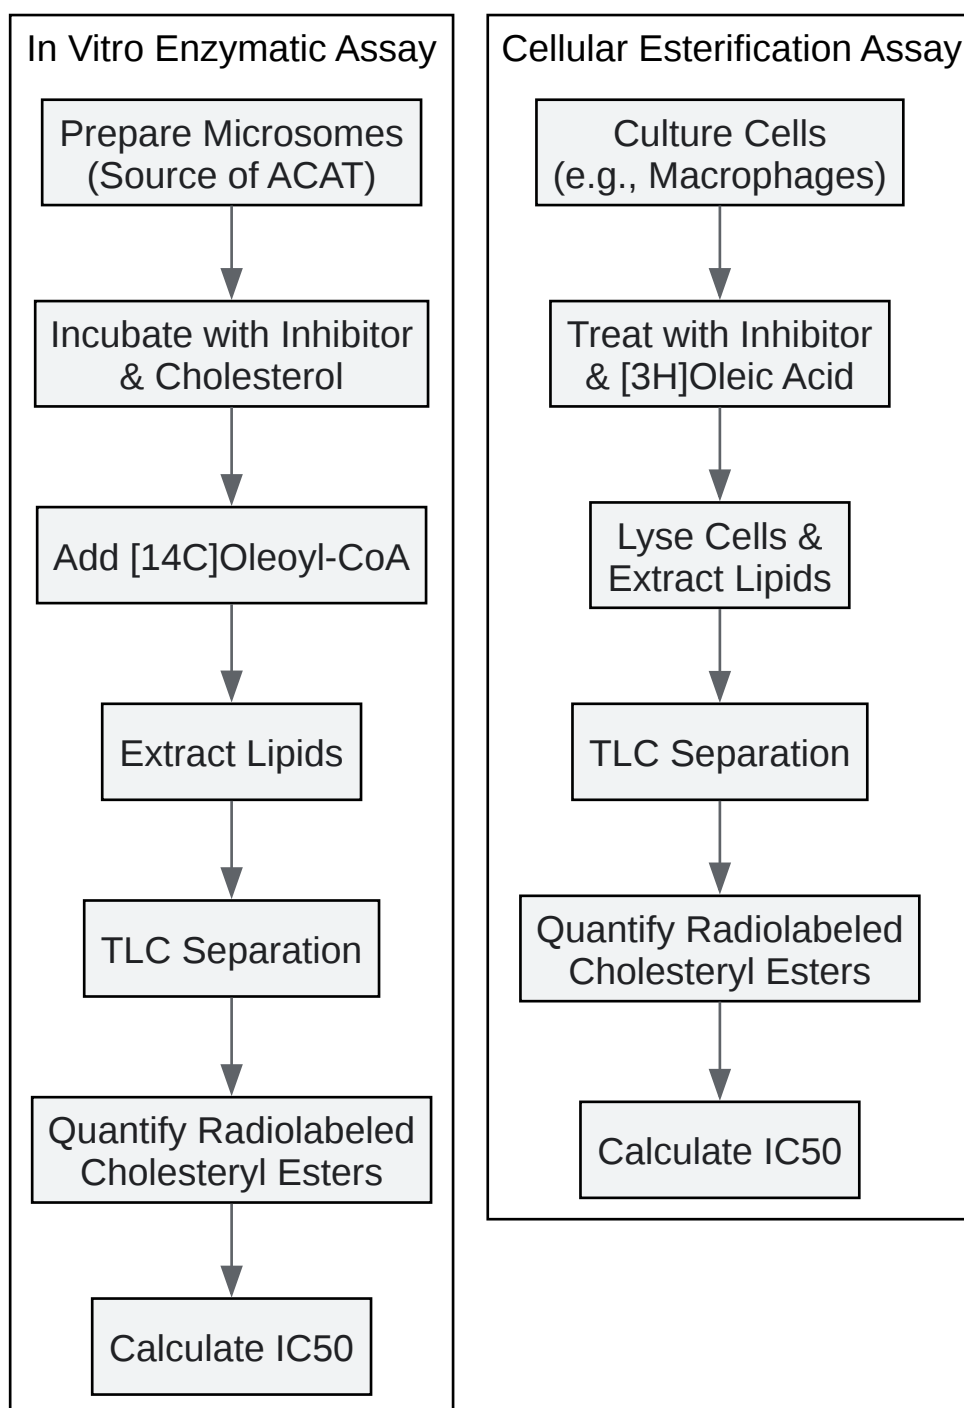 In Vitro Enzymatic Assay
Prepare Microsomes
(Source of ACAT)
Incubate with Inhibitor
& Cholesterol
Add [14C]Oleoyl-CoA
Extract Lipids
TLC Separation
Quantify Radiolabeled
Cholesteryl Esters
Calculate IC50
Cellular Esterification Assay
Culture Cells
(e.g., Macrophages)
Treat with Inhibitor
& [3H]Oleic Acid
Lyse Cells &
Extract Lipids
TLC Separation
Quantify Radiolabeled
Cholesteryl Esters
Calculate IC50